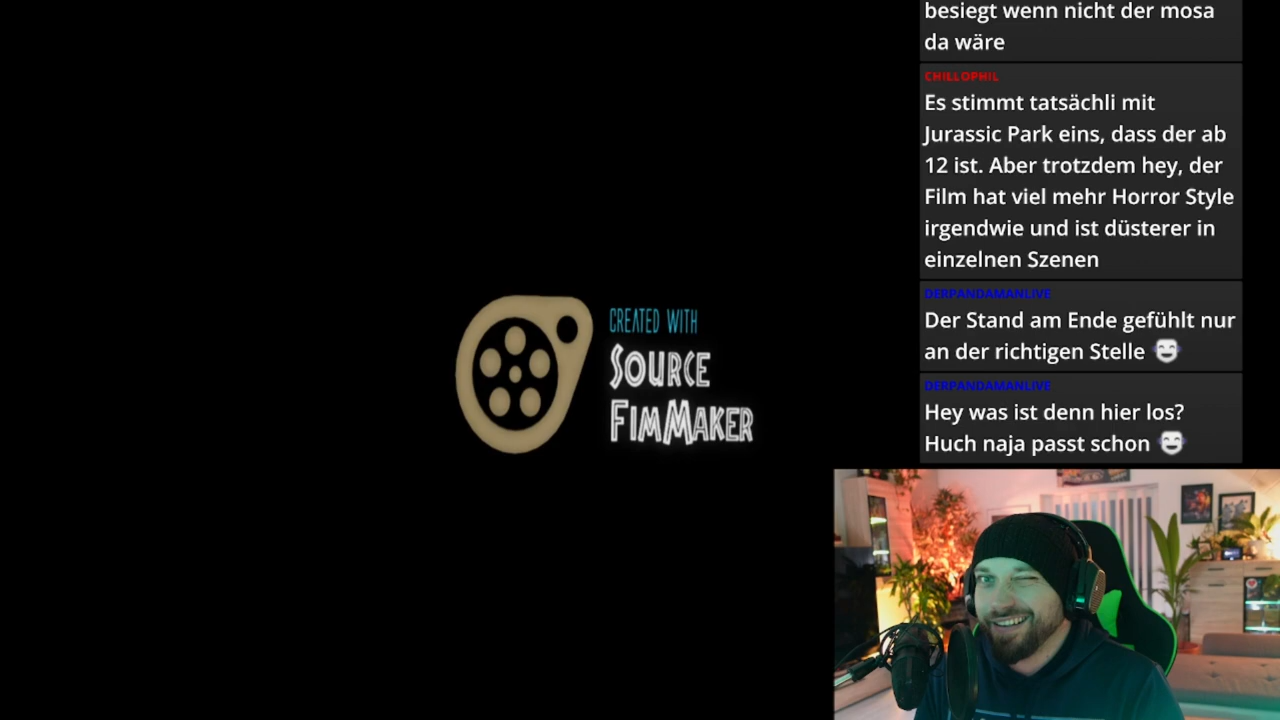 besiegt wenn nicht der mosa
da wäre
CHILLOPHIL
Es stimmt tatsächli mit
Jurassic Park eins, dass der ab
12 ist. Aber trotzdem hey, der
Film hat viel mehr Horror Style
irgendwie und ist düsterer in
einzelnen Szenen
DERPANDAMANLIVE
Der Stand am Ende gefühlt nur
an der richtigen Stelle
DERPANDAMANLIVE
Hey was ist denn hier los?
Huch naja passt schon
CREATED WITH
SOURCE
FIMMAKER